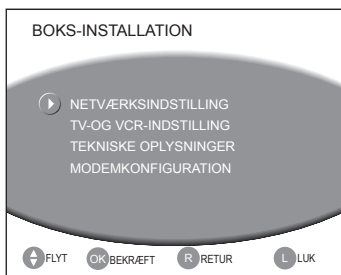 BOKS-INSTALLATION
NETVÆRKSINDSTILLING
TV-OG VCR-INDSTILLING
TEKNISKE OPLYSNINGER
MODEMKONFIGURATION
FLYT OK BEKRÆFT R RETUR L LUK